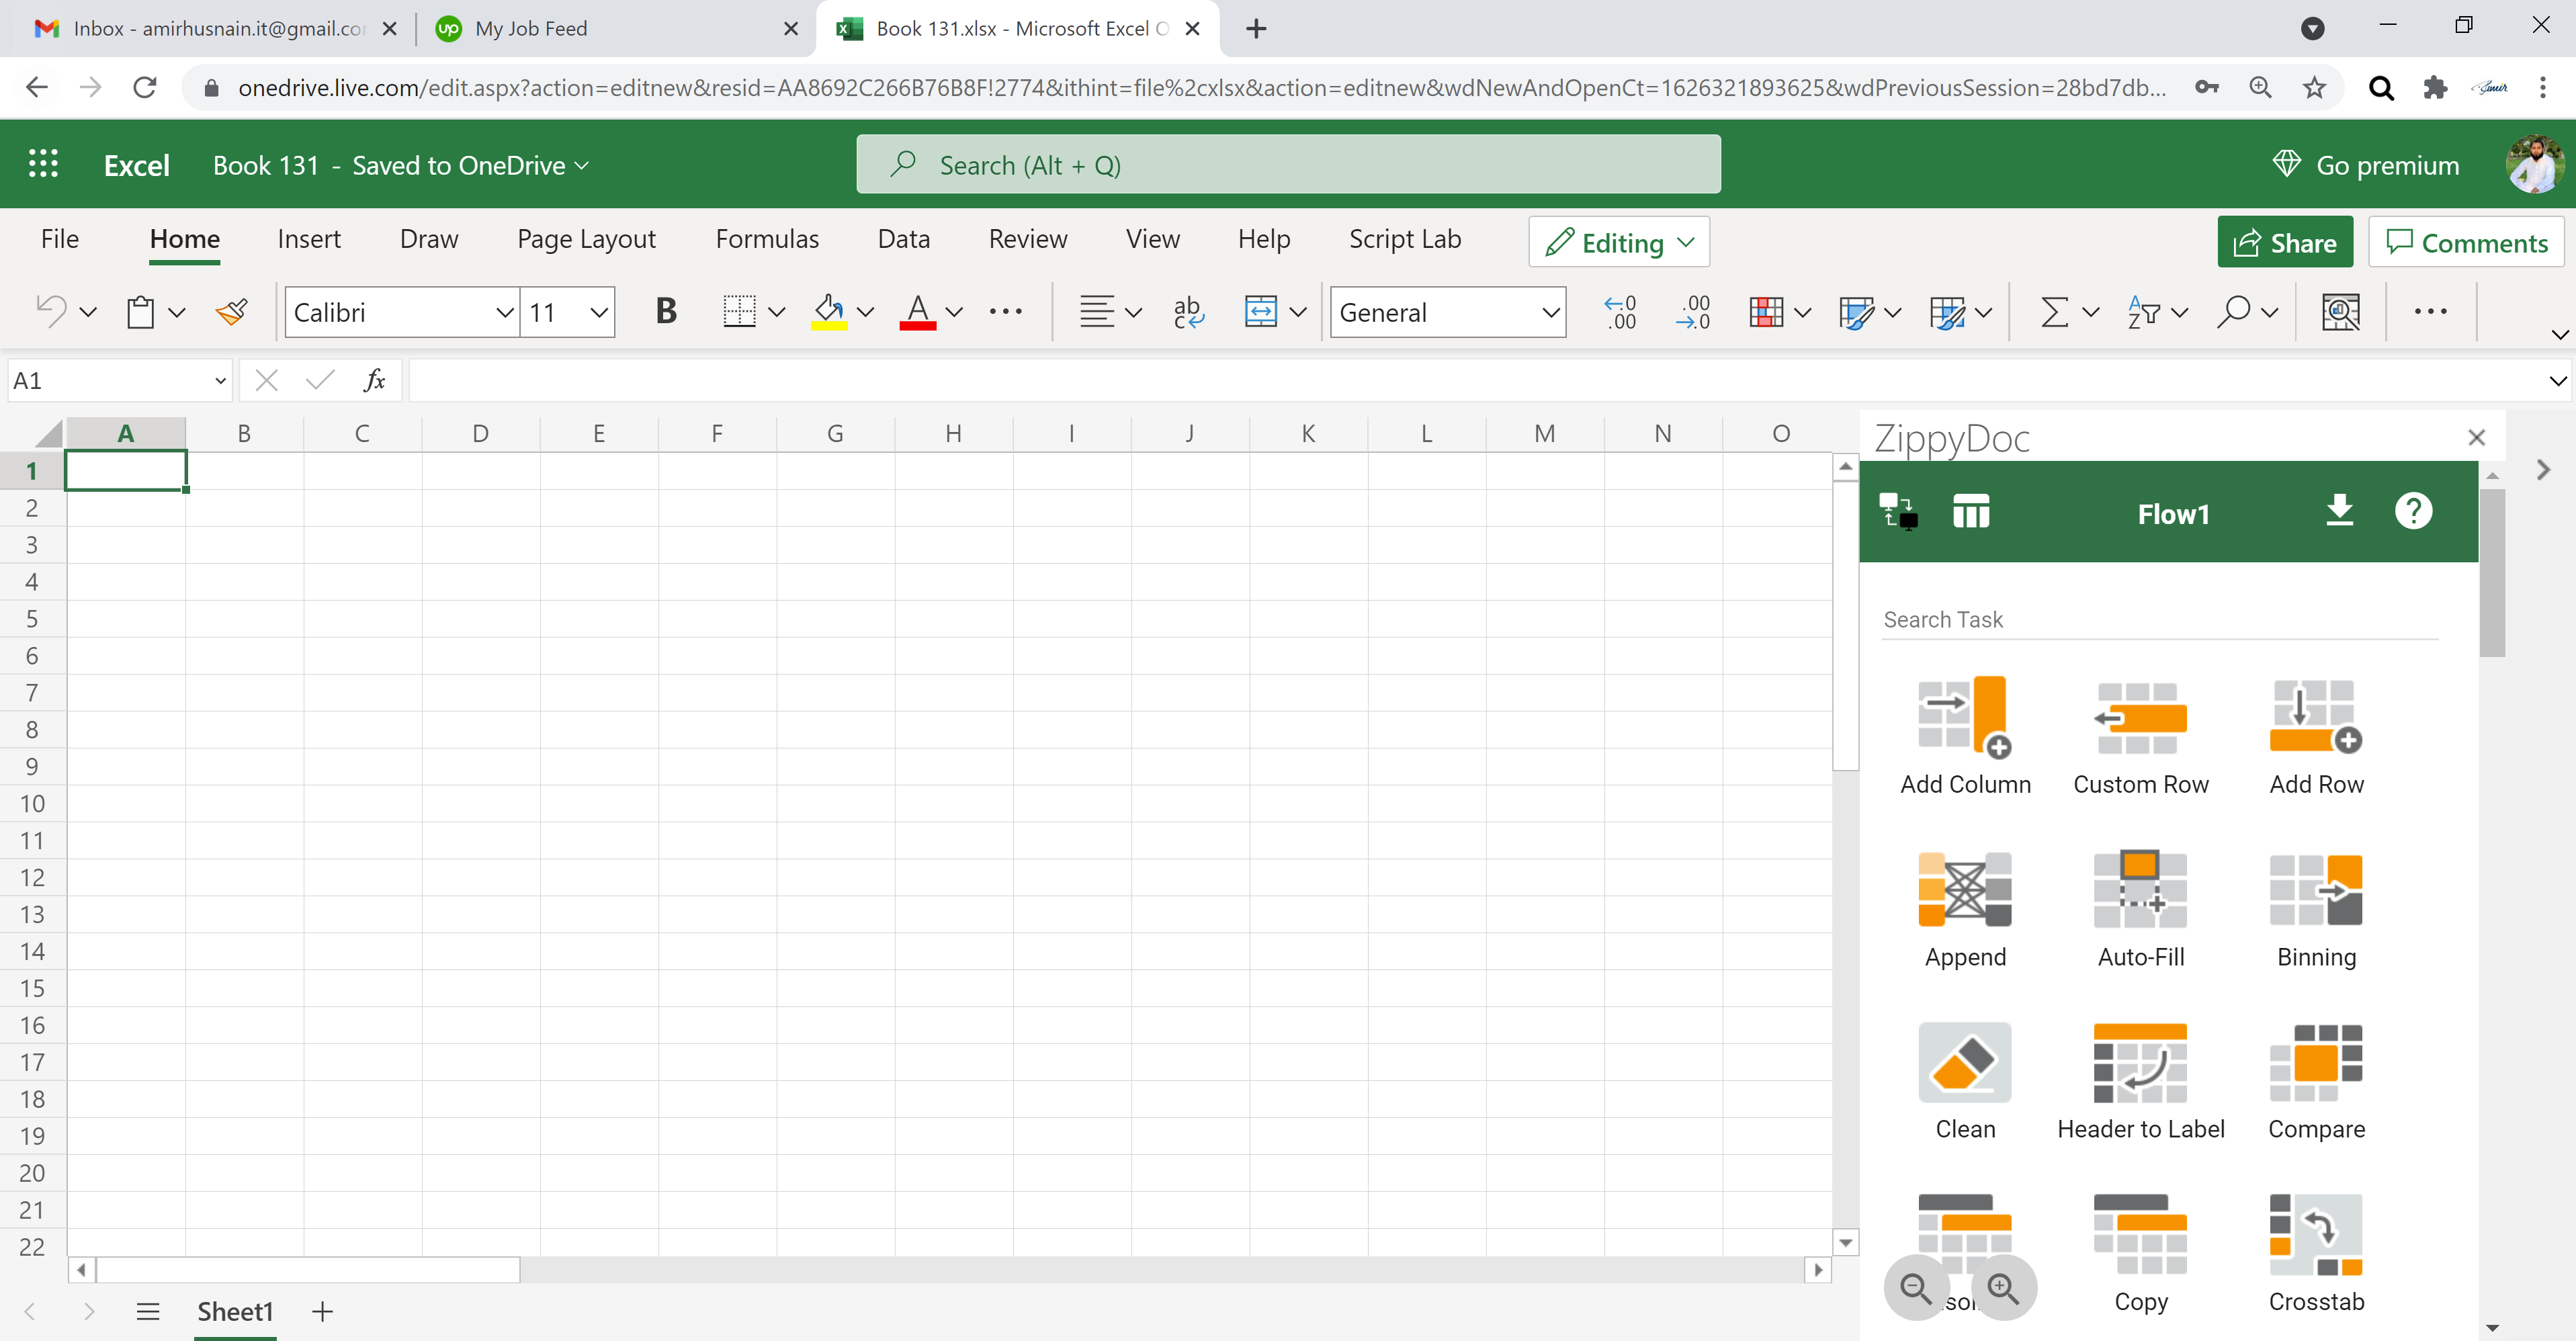 Inbox - amirhusnain.it@gmail.co
My Job Feed
Book 131.xlsx - Microsoft Excel O
onedrive.live.com/edit.aspx?action=editnew&resid=AA8692C266B76B8F!2774&ithint=file%2cxlsx&action=editnew&wdNewAndOpenCt=1626321893625&wdPreviousSession=28bd7db...
Excel
Book 131 - Saved to OneDrive
Search (Alt + Q)
Go premium
File
Home
Insert
Draw
Page Layout
Formulas
Data
Review
View
Help
Script Lab
Editing
Share
Comments
Calibri
11
B
A
ab
c
General
←0
.00
.00
→0
Σ
A
Z
A1
fx
A B C D E F G H I J K L M N O
1
2
3
4
5
6
7
8
9
10
11
12
13
14
15
16
17
18
19
20
21
22
ZippyDoc
Flow1
Search Task
Add Column
Custom Row
Add Row
Append
Auto-Fill
Binning
Clean
Header to Label
Compare
Copy
Crosstab
Sheet1